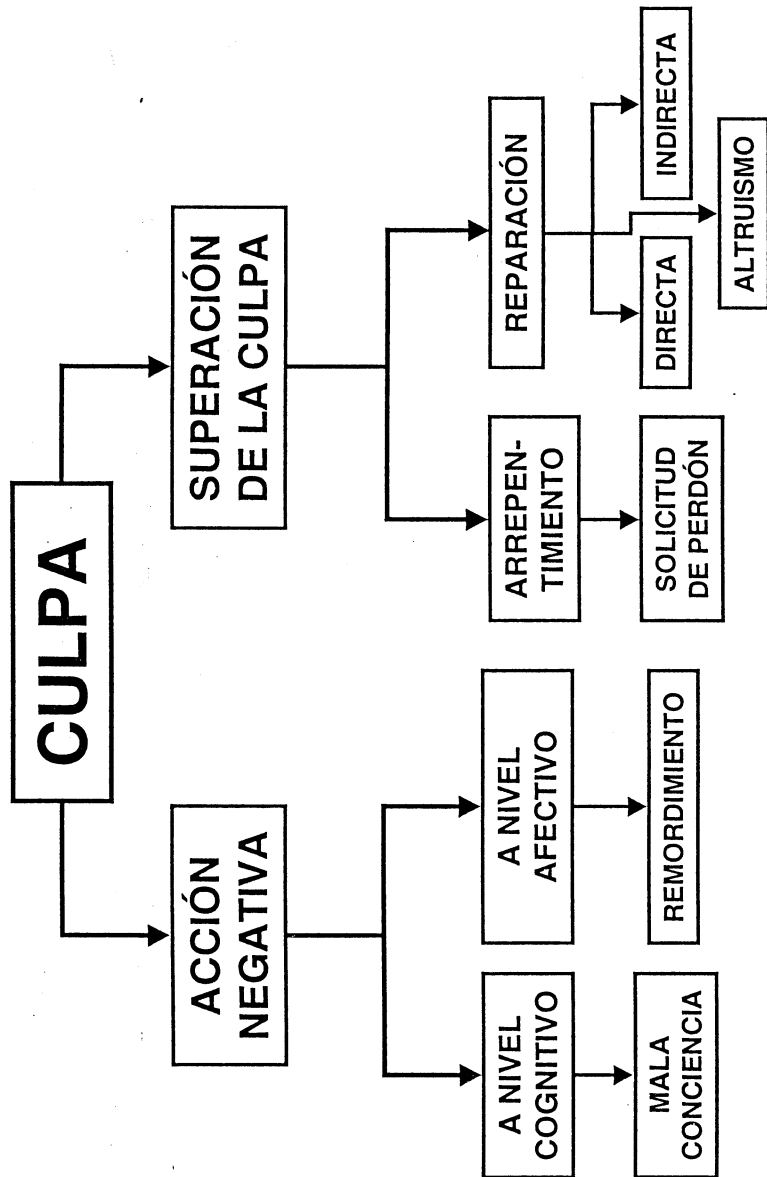 CULPA
ACCIÓN
NEGATIVA
SUPERACIÓN
DE LA CULPA
A NIVEL
COGNITIVO
A NIVEL
AFECTIVO
ARREPEN-
TIMIENTO
REPARACIÓN
MALA
CONCIENCIA
REMORDIMIENTO
SOLICITUD
DE PERDÓN
DIRECTA
INDIRECTA
ALTRUISMO